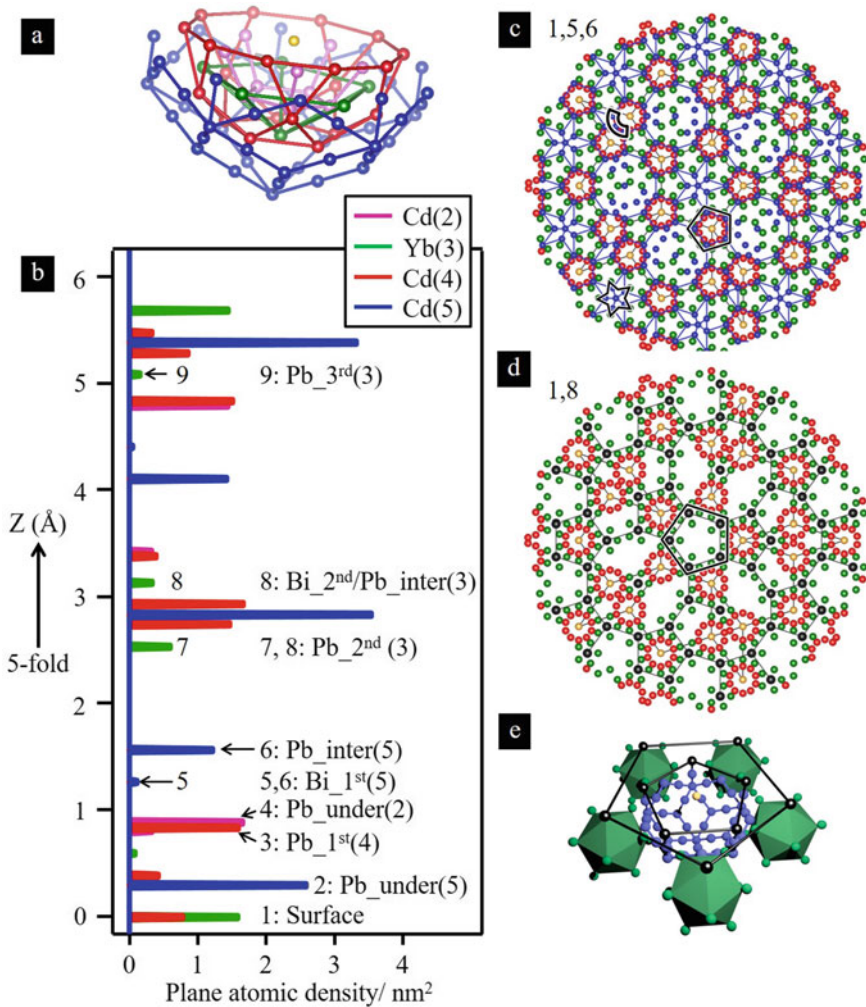 a
Cd(2)
Yb(3)
Cd(4)
Cd(5)
b
6
5
4
3
2
1
0
Z (Å)
5-fold
9
9: Pb_3rd(3)
8
8: Bi_2nd/Pb_inter(3)
7
7, 8: Pb_2nd (3)
6: Pb_inter(5)
5
5,6: Bi_1st(5)
4: Pb_under(2)
3: Pb_1st(4)
2: Pb_under(5)
1: Surface
0 1 2 3 4
Plane atomic density/ nm2
c
1,5,6
d
1,8
e